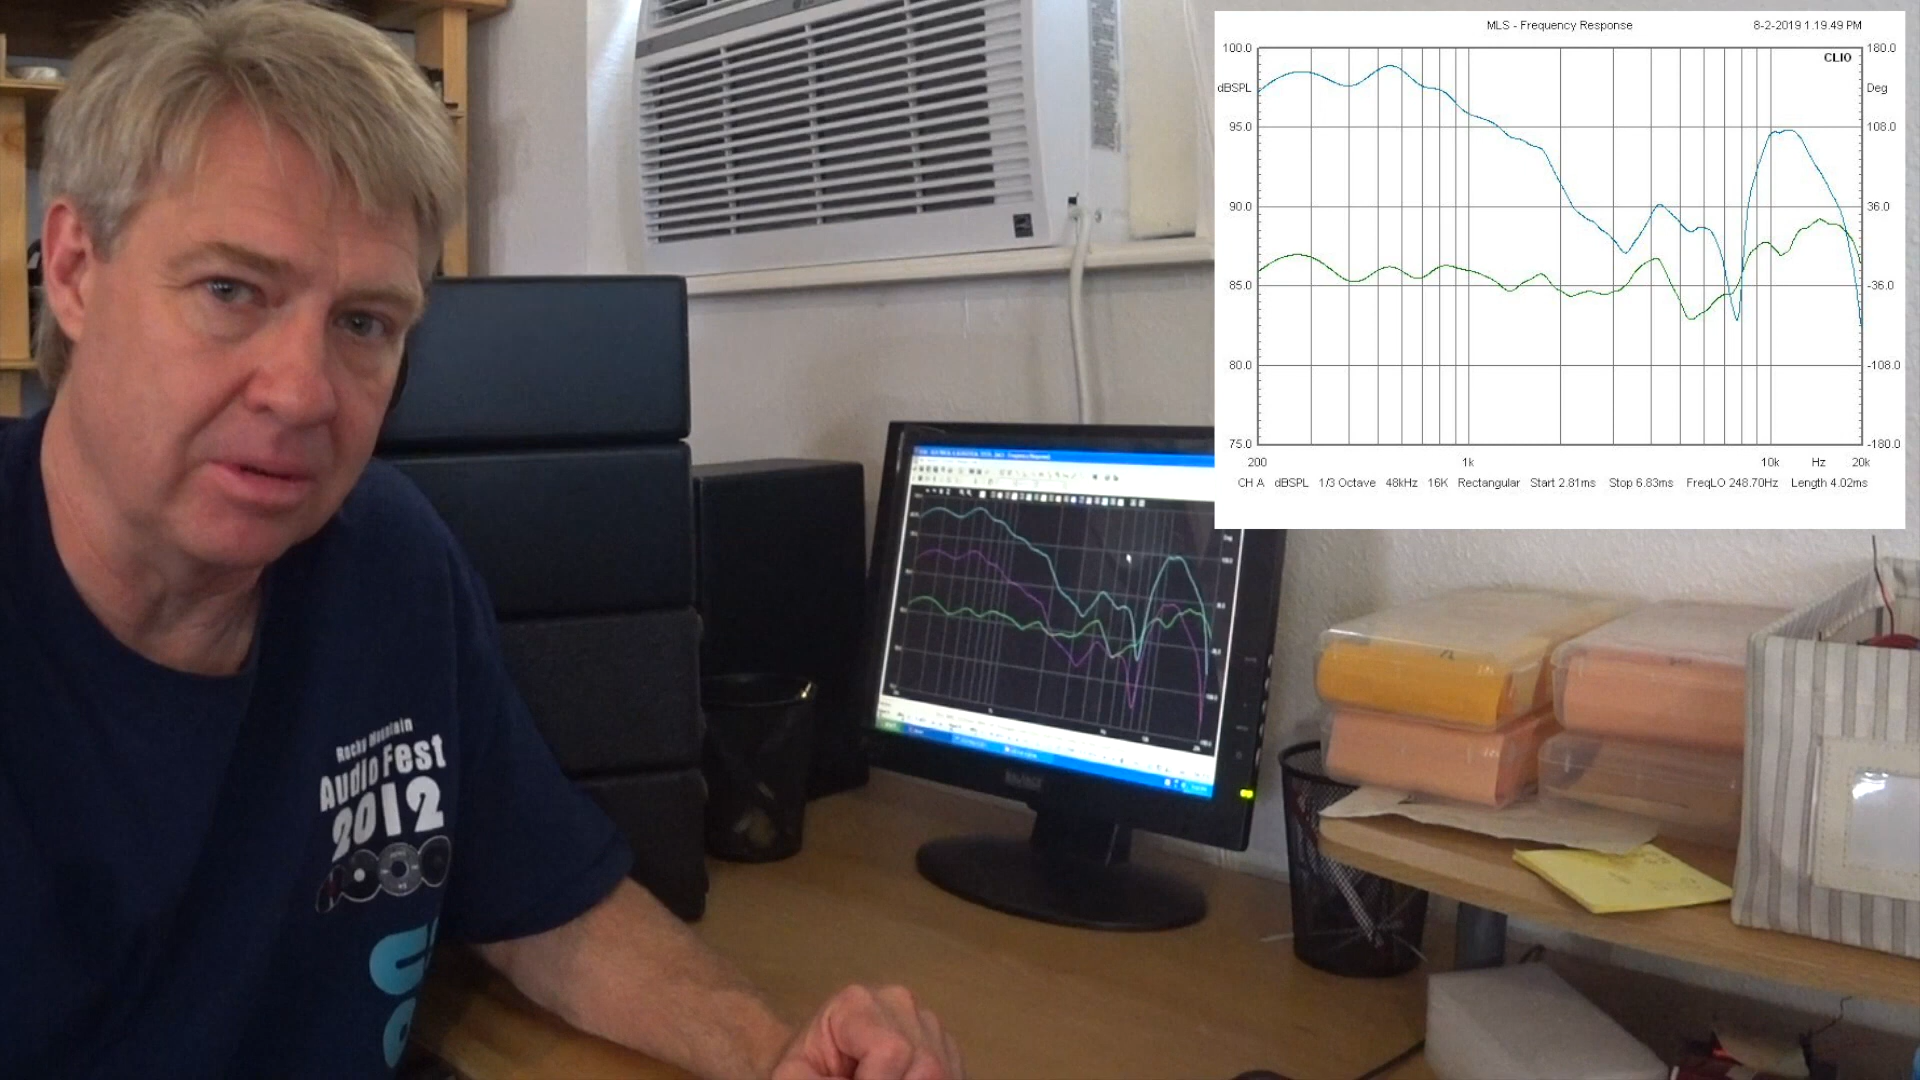 MLS - Frequency Response
8-2-2019 1.19.49 PM
100.0
180.0
CLIO
dBSPL
Deg
95.0
108.0
90.0
36.0
85.0
-36.0
80.0
-108.0
75.0
-180.0
200
1k
10k
Hz
20k
CH A dBSPL 1/3 Octave 48kHz 16K Rectangular Start 2.81ms Stop 6.83ms FreqLO 248.70Hz Length 4.02ms
Rocky Mountain
Audio Fest
2012